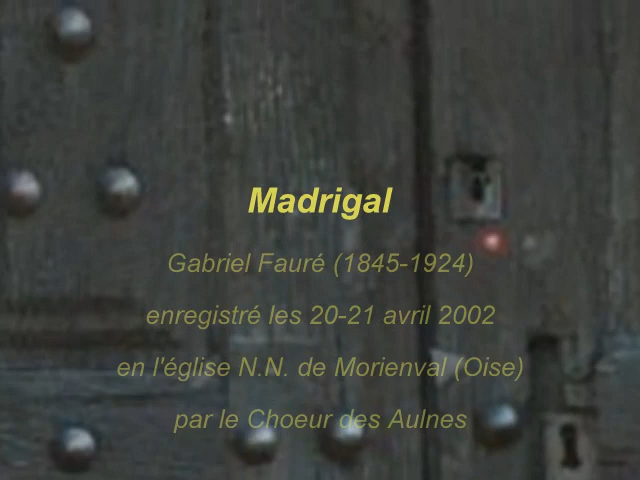 Madrigal
Gabriel Fauré (1845-1924)
enregistré les 20-21 avril 2002
en l'église N.N. de Morienval (Oise)
par le Choeur des Aulnes